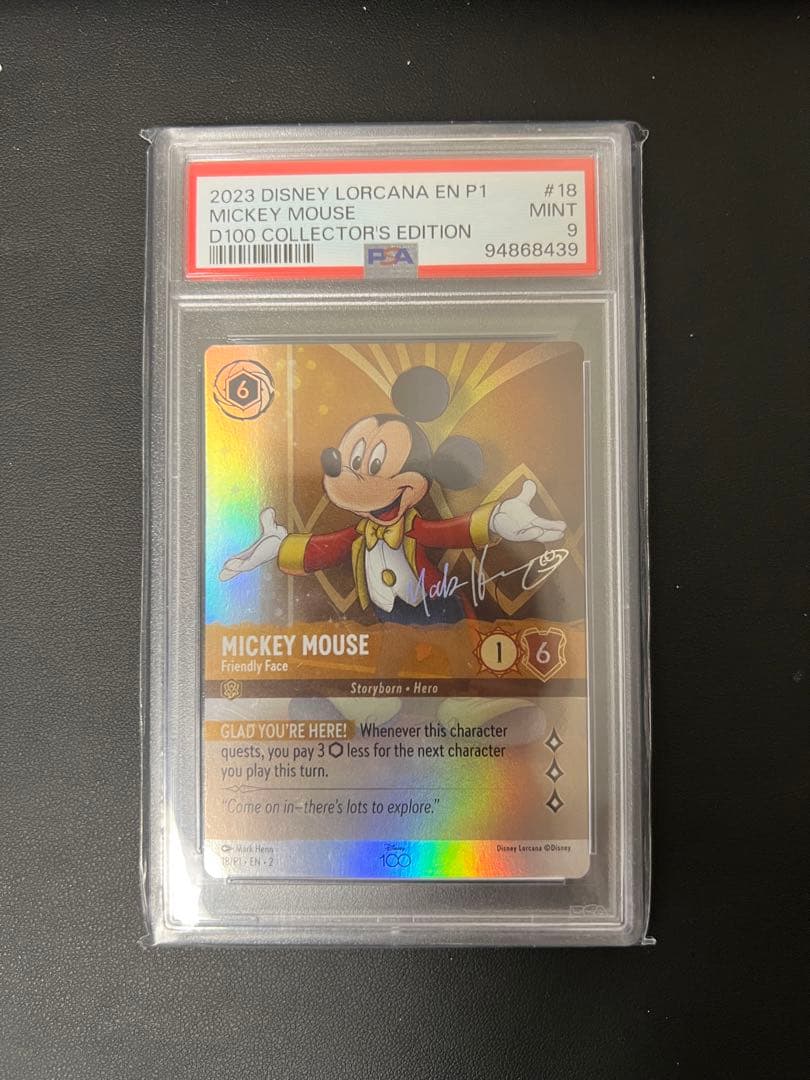 2023 DISNEY LORCANA EN P1 #18
MICKEY MOUSE MINT
D100 COLLECTOR'S EDITION 9
PSA 94868439
6
Mark Henn
MICKEY MOUSE
Friendly Face
1 6
Storyborn • Hero
GLAD YOU'RE HERE! Whenever this character
quests, you pay 3 less for the next character
you play this turn.
"Come on in–there's lots to explore."
Mark Henn
18/P1 • EN • 2
Disney
100
Disney Lorcana ©Disney
PSA